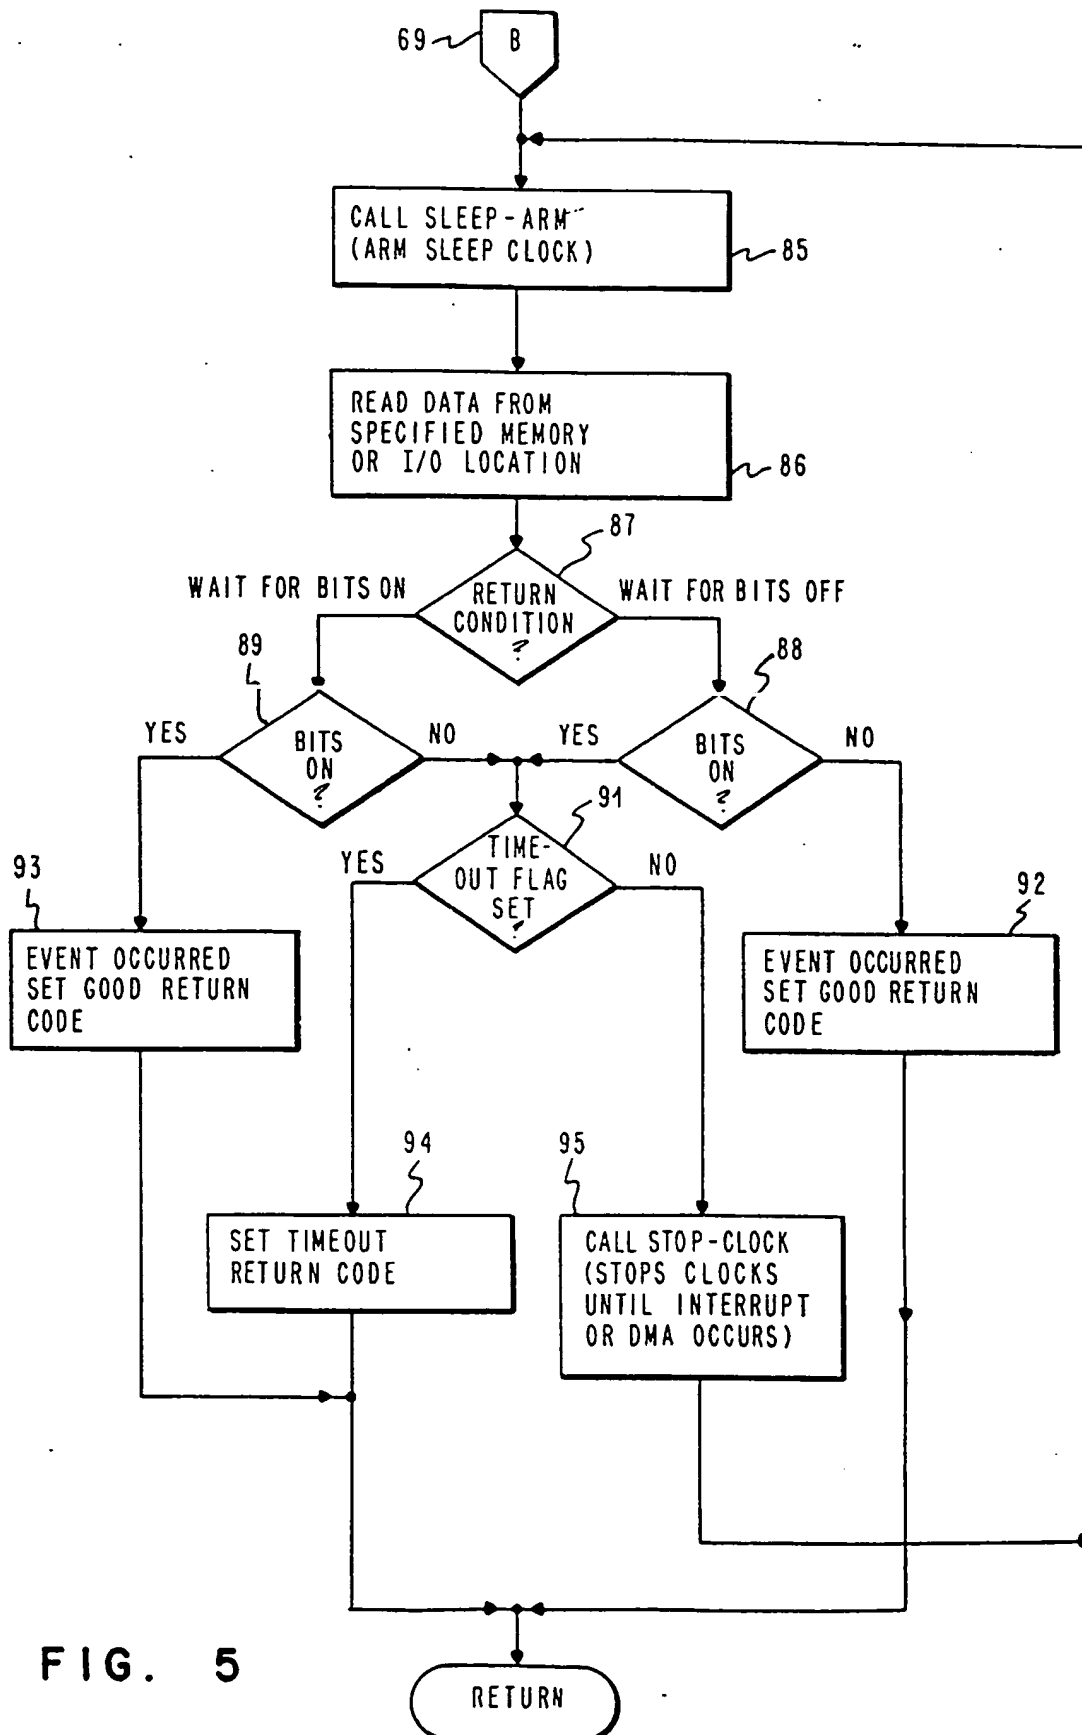 69
B
CALL SLEEP-ARM
(ARM SLEEP CLOCK)
85
READ DATA FROM
SPECIFIED MEMORY
OR I/O LOCATION
86
87
WAIT FOR BITS ON
RETURN
CONDITION
?
WAIT FOR BITS OFF
89
88
YES
BITS
ON
?
NO
YES
BITS
ON
?
NO
91
YES
TIME-
OUT FLAG
SET
?
NO
93
EVENT OCCURRED
SET GOOD RETURN
CODE
92
EVENT OCCURRED
SET GOOD RETURN
CODE
94
SET TIMEOUT
RETURN CODE
95
CALL STOP-CLOCK
(STOPS CLOCKS
UNTIL INTERRUPT
OR DMA OCCURS)
FIG. 5
RETURN